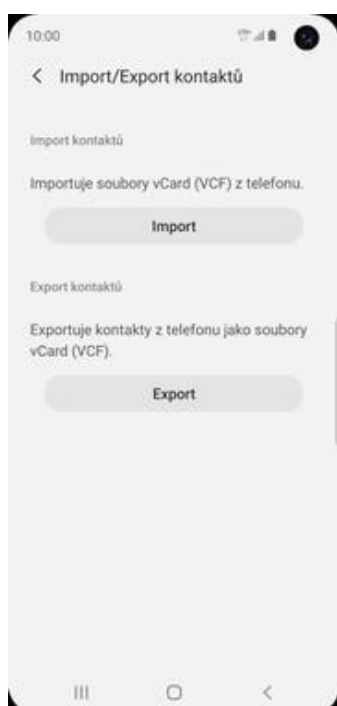 10:00
Import/Export kontaktů
Import kontaktů
Importuje soubory vCard (VCF) z telefonu.
Import
Export kontaktů
Exportuje kontakty z telefonu jako soubory
vCard (VCF).
Export